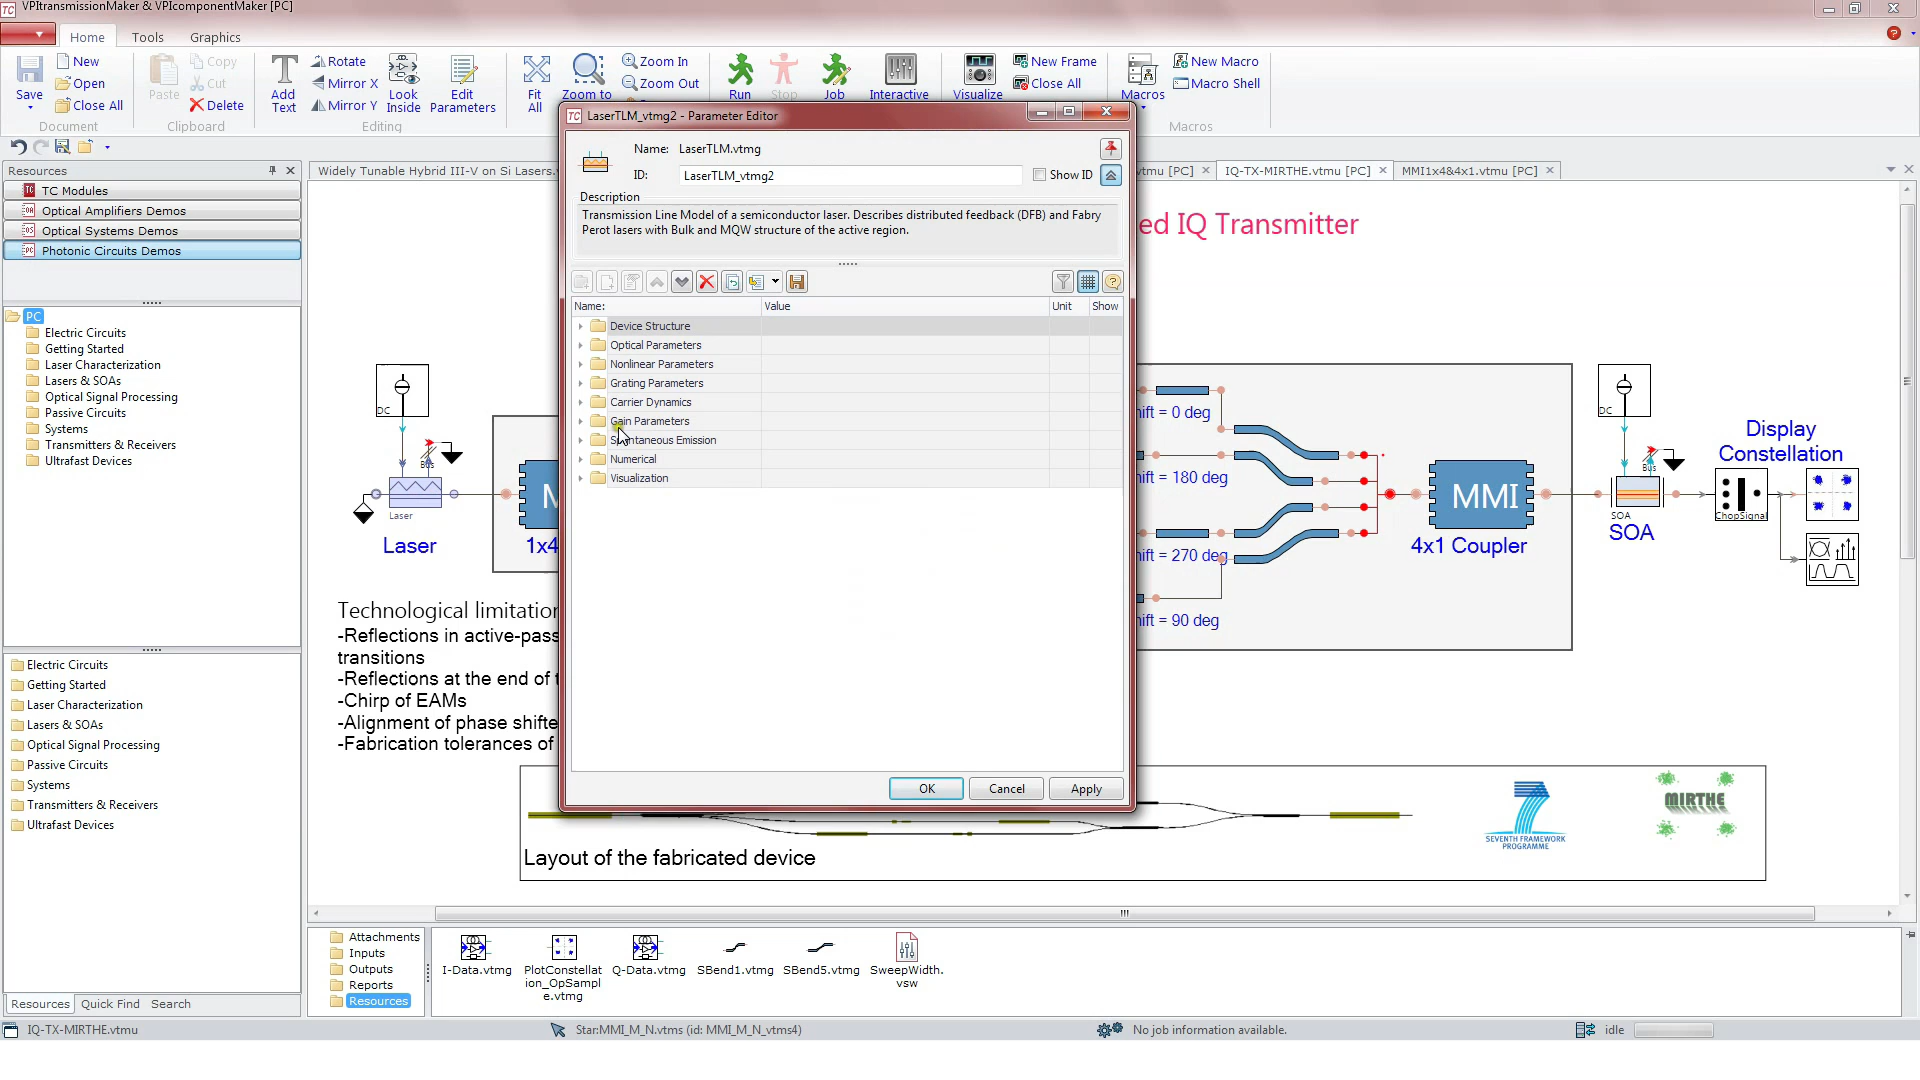 VPItransmissionMaker & VPIcomponentMaker [PC]
Home Tools Graphics
Save New Open Close All
Paste Copy Cut Delete
Add Text Rotate Mirror X Mirror Y Look Inside Edit Parameters
Fit All Zoom to Zoom In Zoom Out
Run Stop Job Interactive
Visualize New Frame Close All
Macros New Macro Macro Shell
Document Clipboard Editing Macros
Resources
TC Modules
Optical Amplifiers Demos
Optical Systems Demos
Photonic Circuits Demos
PC
Electric Circuits
Getting Started
Laser Characterization
Lasers & SOAs
Optical Signal Processing
Passive Circuits
Systems
Transmitters & Receivers
Ultrafast Devices
Electric Circuits
Getting Started
Laser Characterization
Lasers & SOAs
Optical Signal Processing
Passive Circuits
Systems
Transmitters & Receivers
Ultrafast Devices
Resources Quick Find Search
Widely Tunable Hybrid III-V on Si Lasers.v
vtmu [PC] IQ-TX-MIRTHE.vtmu [PC] MMI1x4&4x1.vtmu [PC]
ed IQ Transmitter
LaserTLM_vtmg2 - Parameter Editor
Name: LaserTLM.vtmg
ID: LaserTLM_vtmg2 Show ID
Description
Transmission Line Model of a semiconductor laser. Describes distributed feedback (DFB) and Fabry
Perot lasers with Bulk and MQW structure of the active region.
Name: Value Unit Show
Device Structure
Optical Parameters
Nonlinear Parameters
Grating Parameters
Carrier Dynamics
Gain Parameters
Spontaneous Emission
Numerical
Visualization
OK Cancel Apply
DC
Bus
Laser
Laser
M
1x4
hift = 0 deg
= 180 deg
hift = 270 deg
hift = 90 deg
MMI
4x1 Coupler
DC
Bus
SOA
SOA
ChopSignal
Display
Constellation
Technological limitation
-Reflections in active-pass
transitions
-Reflections at the end of t
-Chirp of EAMs
-Alignment of phase shifte
-Fabrication tolerances of
Layout of the fabricated device
7
SEVENTH FRAMEWORK
PROGRAMME
MIRTHE
Attachments
Inputs
Outputs
Reports
Resources
I-Data.vtmg
PlotConstellat
ion_OpSampl
e.vtmg
Q-Data.vtmg
SBend1.vtmg
SBend5.vtmg
SweepWidth.
vsw
IQ-TX-MIRTHE.vtmu Star:MMI_M_N.vtms (id: MMI_M_N_vtms4) No job information available. idle